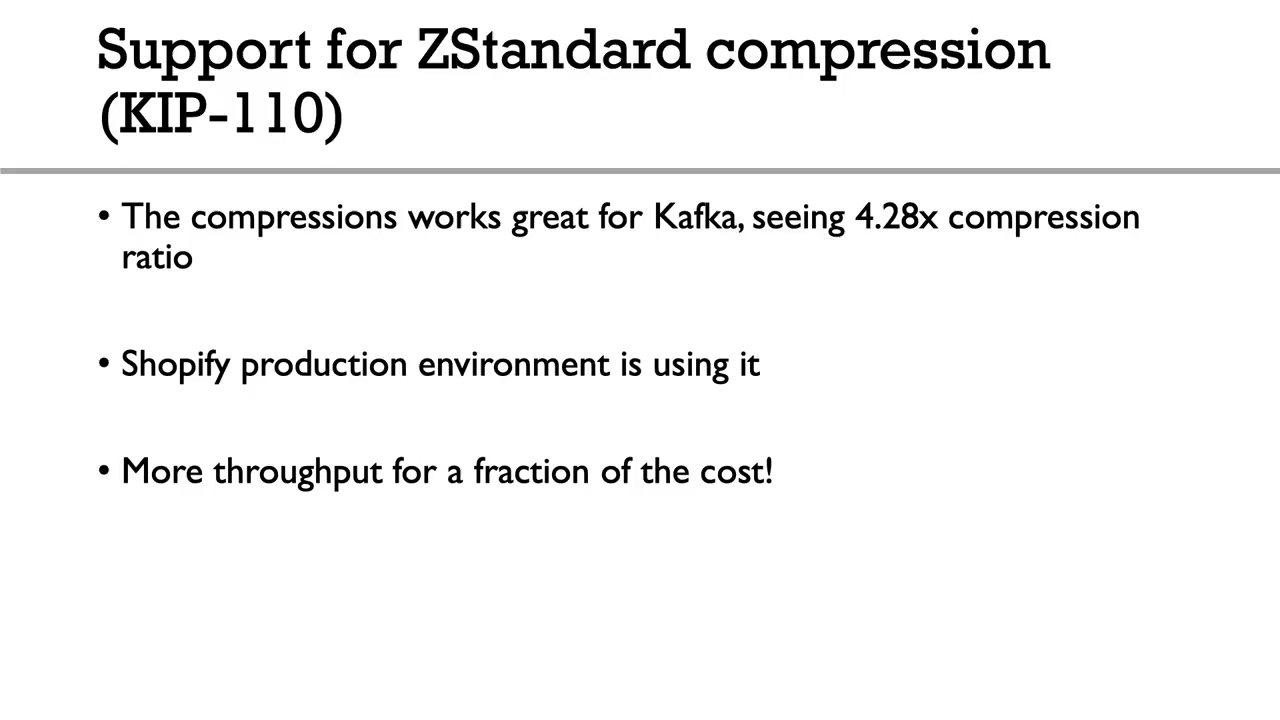 Support for ZStandard compression
(KIP-110)
• The compressions works great for Kafka, seeing 4.28x compression
ratio
• Shopify production environment is using it
• More throughput for a fraction of the cost!